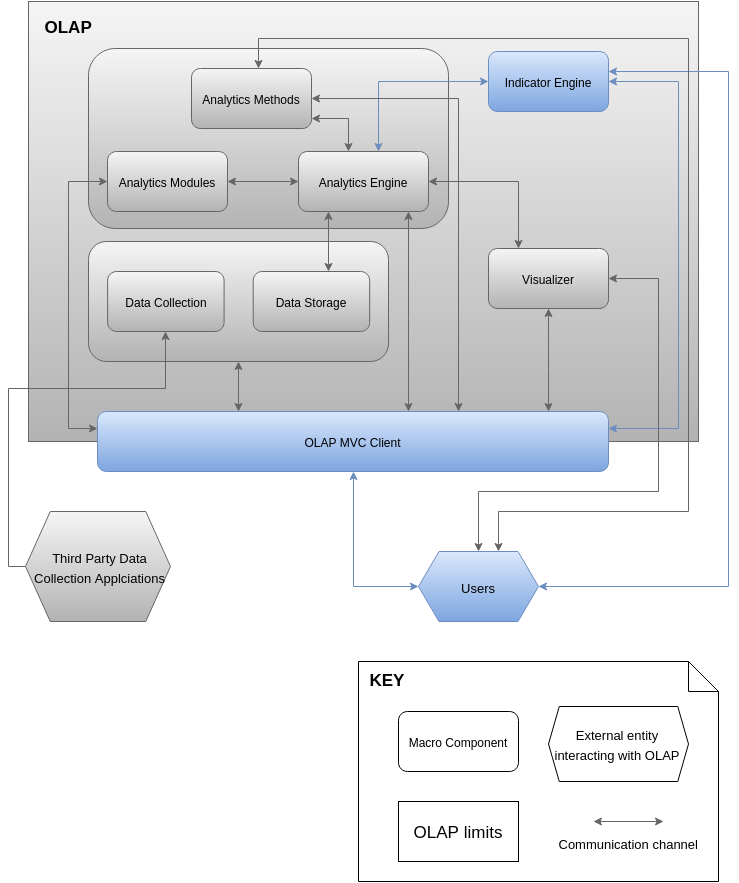 OLAP
Analytics Methods
Indicator Engine
Analytics Modules
Analytics Engine
Data Collection
Data Storage
Visualizer
OLAP MVC Client
Third Party Data
Collection Applciations
Users
KEY
Macro Component
External entity
interacting with OLAP
OLAP limits
Communication channel